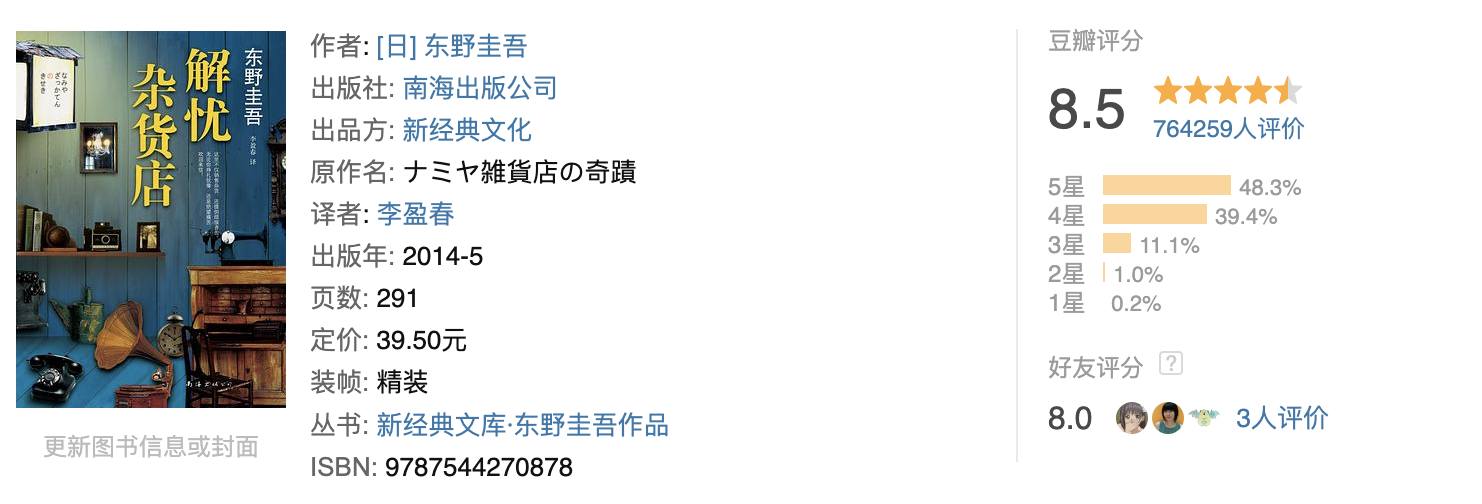 东野圭吾
解忧
杂货店
なみや
ざっかてん
の
きせき
李盈春 译
南海出版公司
更新图书信息或封面
作者: [日] 东野圭吾
出版社: 南海出版公司
出品方: 新经典文化
原作名: ナミヤ雑貨店の奇蹟
译者: 李盈春
出版年: 2014-5
页数: 291
定价: 39.50元
装帧: 精装
丛书: 新经典文库·东野圭吾作品
ISBN: 9787544270878
豆瓣评分
8.5
764259人评价
5星 48.3%
4星 39.4%
3星 11.1%
2星 1.0%
1星 0.2%
好友评分 ?
8.0 3人评价